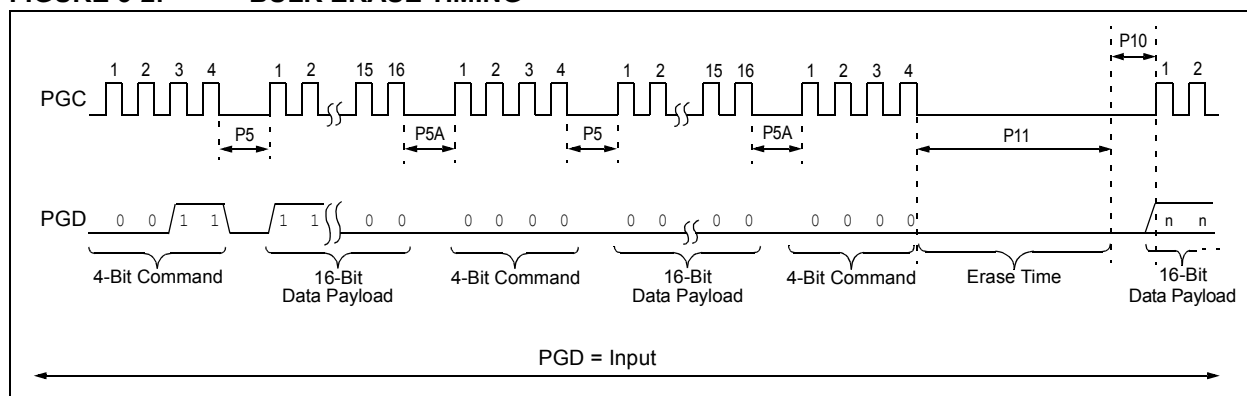 P10
1 2 3 4 1 2 15 16 1 2 3 4 1 2 15 16 1 2 3 4 1 2
PGC
P5 P5A P5 P5A P11
PGD 0 0 1 1 1 1 0 0 0 0 0 0 0 0 0 0 0 0 0 0 n n
4-Bit Command 16-Bit 4-Bit Command 16-Bit 4-Bit Command Erase Time 16-Bit
Data Payload Data Payload Data Payload
PGD = Input